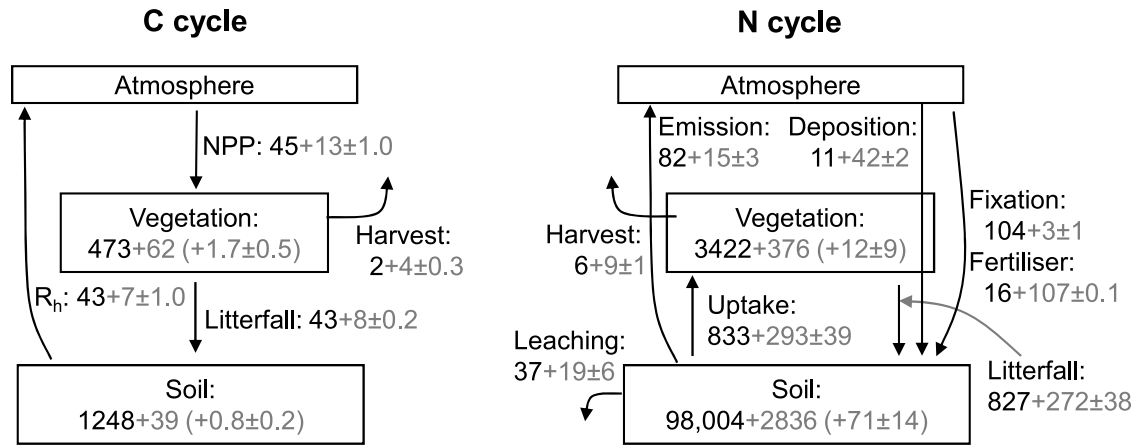 C cycle
Atmosphere
NPP: 45+13±1.0
Vegetation:
473+62 (+1.7±0.5)
Harvest:
2+4±0.3
Rh: 43+7±1.0
Litterfall: 43+8±0.2
Soil:
1248+39 (+0.8±0.2)
N cycle
Atmosphere
Emission:
82+15±3
Deposition:
11+42±2
Fixation:
104+3±1
Fertiliser:
16+107±0.1
Vegetation:
3422+376 (+12±9)
Harvest:
6+9±1
Uptake:
833+293±39
Leaching:
37+19±6
Litterfall:
827+272±38
Soil:
98,004+2836 (+71±14)